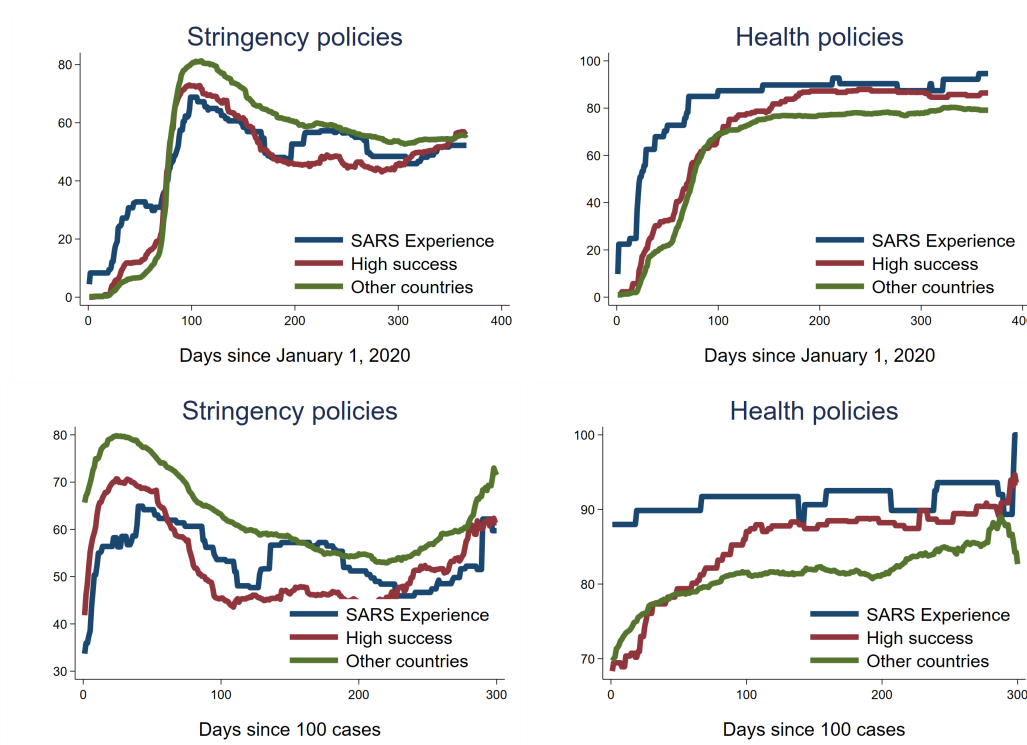 Stringency policies
80
60
40
20
0
SARS Experience
High success
Other countries
0 100 200 300 400
Days since January 1, 2020
Health policies
100
80
60
40
20
0
SARS Experience
High success
Other countries
0 100 200 300 40
Days since January 1, 2020
Stringency policies
80
70
60
50
40
30
SARS Experience
High success
Other countries
0 100 200 300
Days since 100 cases
Health policies
100
90
80
70
SARS Experience
High success
Other countries
0 100 200 300
Days since 100 cases